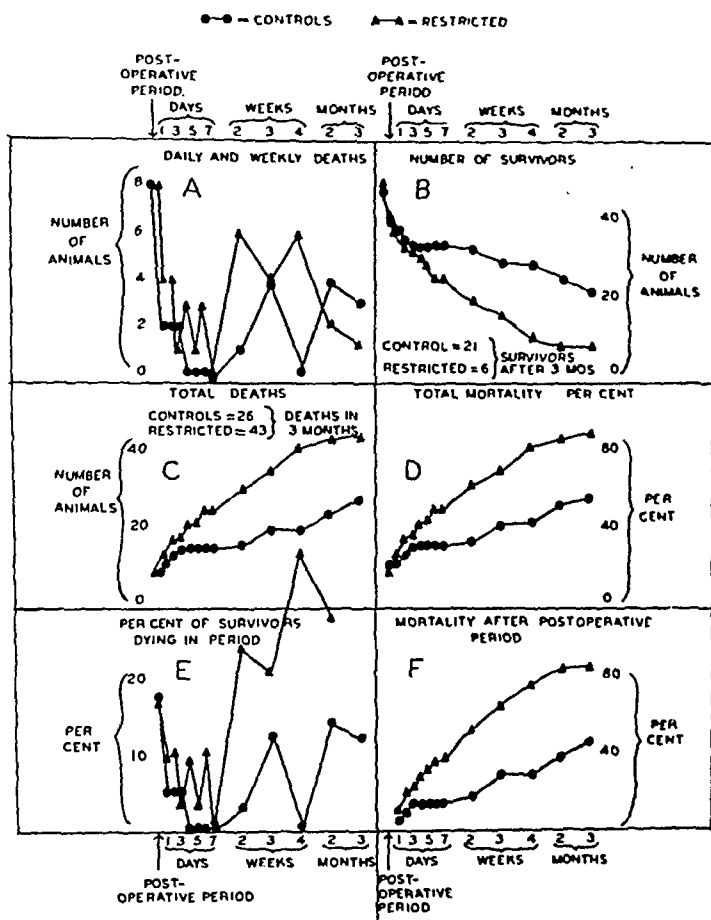 = CONTROLS = RESTRICTED
POST-
OPERATIVE
PERIOD.
DAYS
WEEKS
MONTHS
1 3 5 7 2 3 4 2 3
POST-
OPERATIVE
PERIOD
DAYS
WEEKS
MONTHS
1 3 5 7 2 3 4 2 3
DAILY AND WEEKLY DEATHS
A
NUMBER
OF
ANIMALS
8
6
4
2
0
NUMBER OF SURVIVORS
B
40
20
0
NUMBER
OF
ANIMALS
CONTROL = 21
RESTRICTED = 6
SURVIVORS
AFTER 3 MOS
TOTAL DEATHS
CONTROLS = 26
RESTRICTED = 43
DEATHS IN
3 MONTHS
C
NUMBER
OF
ANIMALS
40
20
0
TOTAL MORTALITY PER CENT
D
80
40
0
PER
CENT
PER CENT OF SURVIVORS
DYING IN PERIOD
E
PER
CENT
20
10
MORTALITY AFTER POSTOPERATIVE
PERIOD
F
80
40
PER
CENT
1 3 5 7 2 3 4 2 3
DAYS WEEKS MONTHS
POST-
OPERATIVE PERIOD
1 3 5 7 2 3 4 2 3
DAYS WEEKS MONTHS
POST-
OPERATIVE
PERIOD